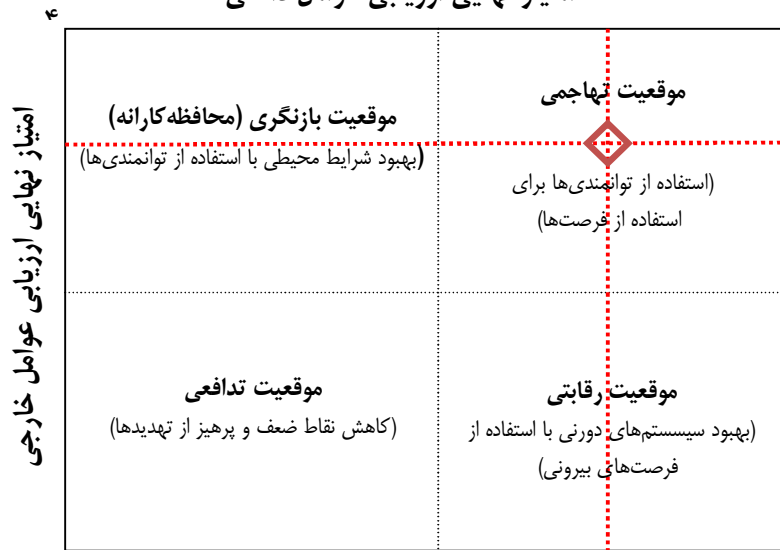 ۴
امتیاز نهایی ارزیابی عوامل خارجی
موقعیت تهاجمی
(استفاده از توانمندی‌ها برای
استفاده از فرصت‌ها)
موقعیت بازنگری (محافظه‌کارانه)
(بهبود شرایط محیطی با استفاده از توانمندی‌ها)
موقعیت رقابتی
(بهبود سیسستم‌های دورنی با استفاده از
فرصت‌های بیرونی)
موقعیت تدافعی
(کاهش نقاط ضعف و پرهیز از تهدیدها)